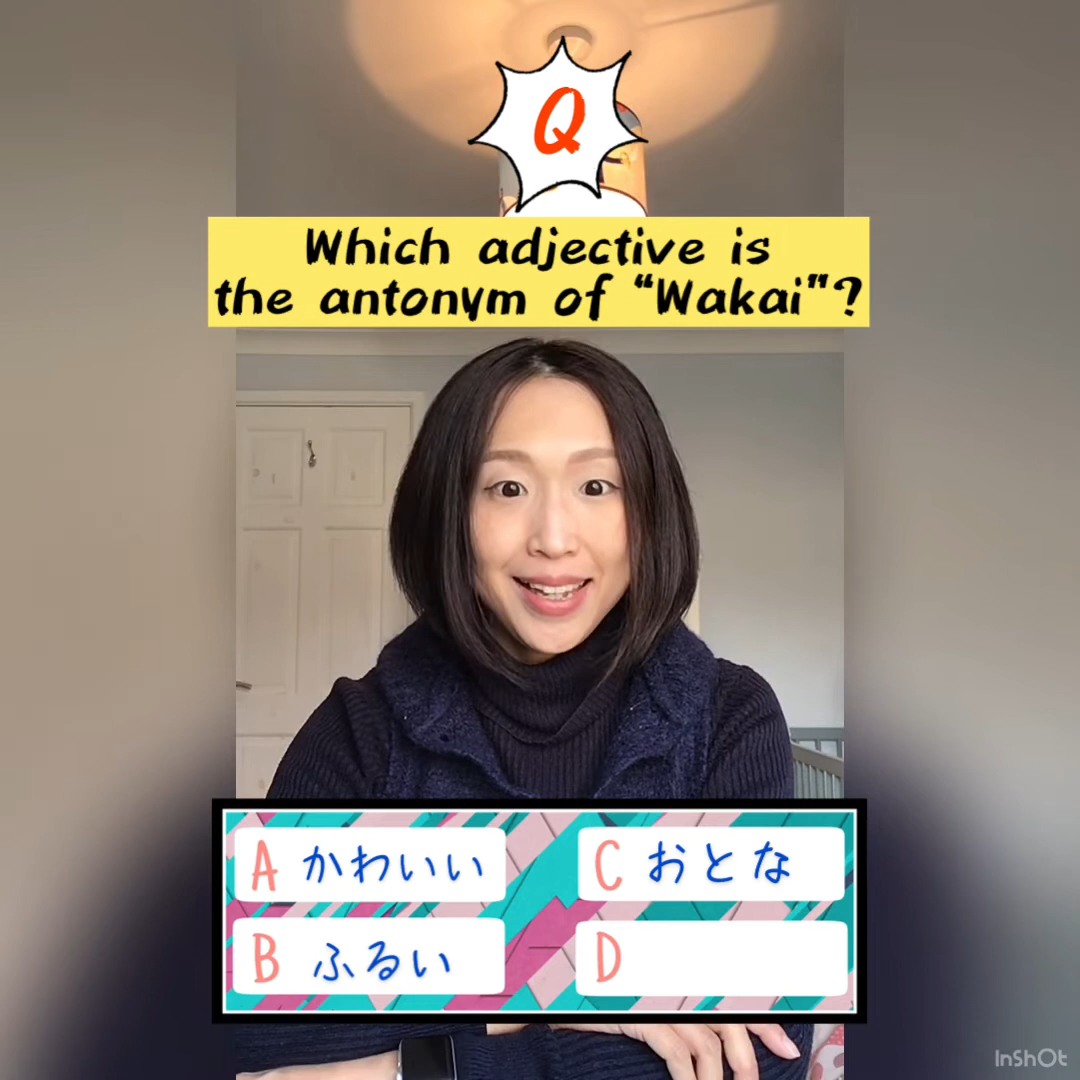 Q
Which adjective is
the antonym of “Wakai"?
A かわいい
C おとな
B ふるい
D
InShOt